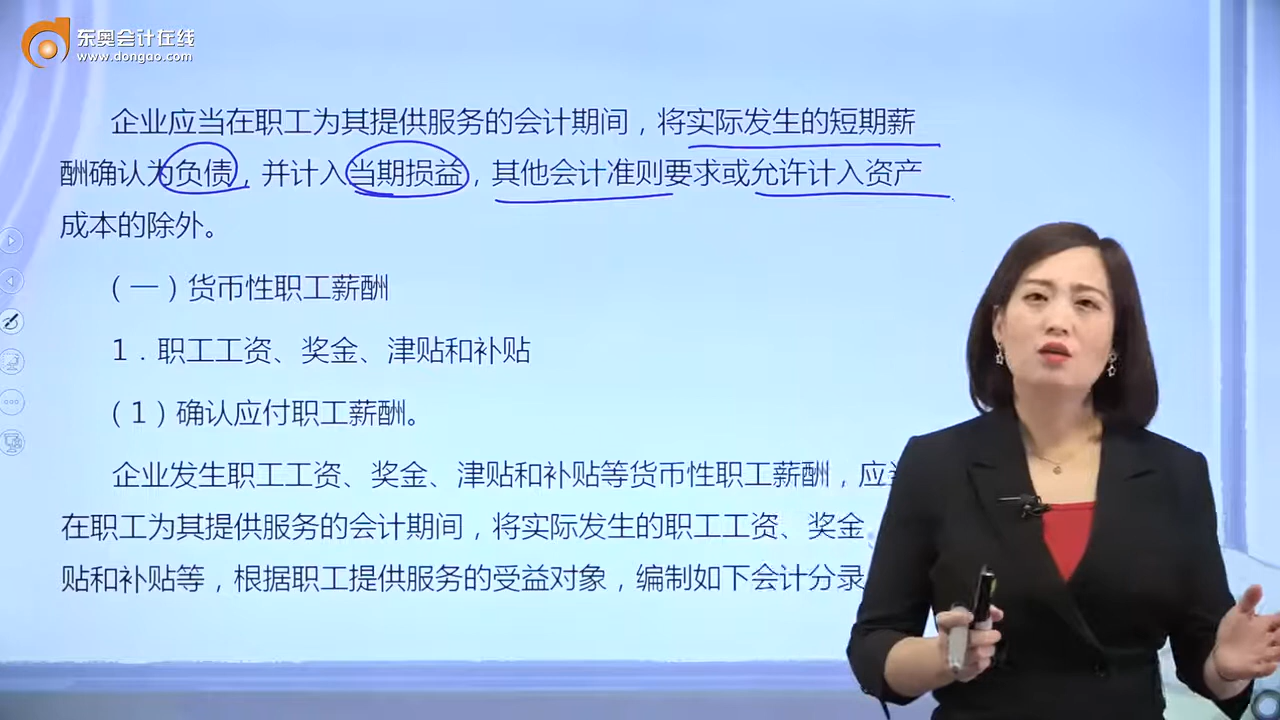 东奥会计在线
www.dongao.com
企业应当在职工为其提供服务的会计期间，将实际发生的短期薪
酬确认为负债，并计入当期损益，其他会计准则要求或允许计入资产
成本的除外。
（一）货币性职工薪酬
1．职工工资、奖金、津贴和补贴
（1）确认应付职工薪酬。
企业发生职工工资、奖金、津贴和补贴等货币性职工薪酬，应
在职工为其提供服务的会计期间，将实际发生的职工工资、奖金
贴和补贴等，根据职工提供服务的受益对象，编制如下会计分录